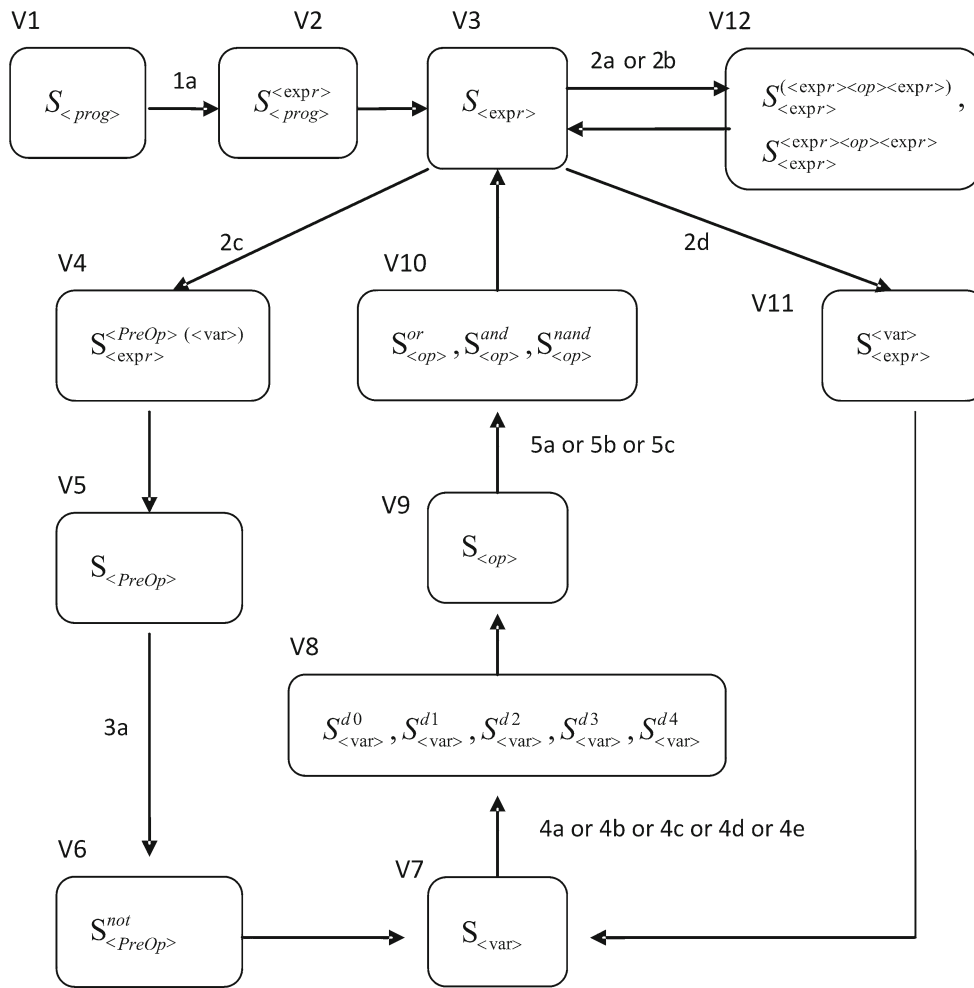 V1 V2 V3 V12
S<prog> 1a S<prog>^<expr> S<expr> 2a or 2b S<expr>^(<expr><op><expr>),
S<expr>^<expr><op><expr>
2c 2d
V4 V10 V11
S<expr>^<PreOp> (<var>) S<op>^or, S<op>^and, S<op>^nand S<expr>^<var>
5a or 5b or 5c
V5 V9
S<PreOp> S<op>
V8
3a S<var>^d0, S<var>^d1, S<var>^d2, S<var>^d3, S<var>^d4
4a or 4b or 4c or 4d or 4e
V6 V7
S<PreOp>^not S<var>